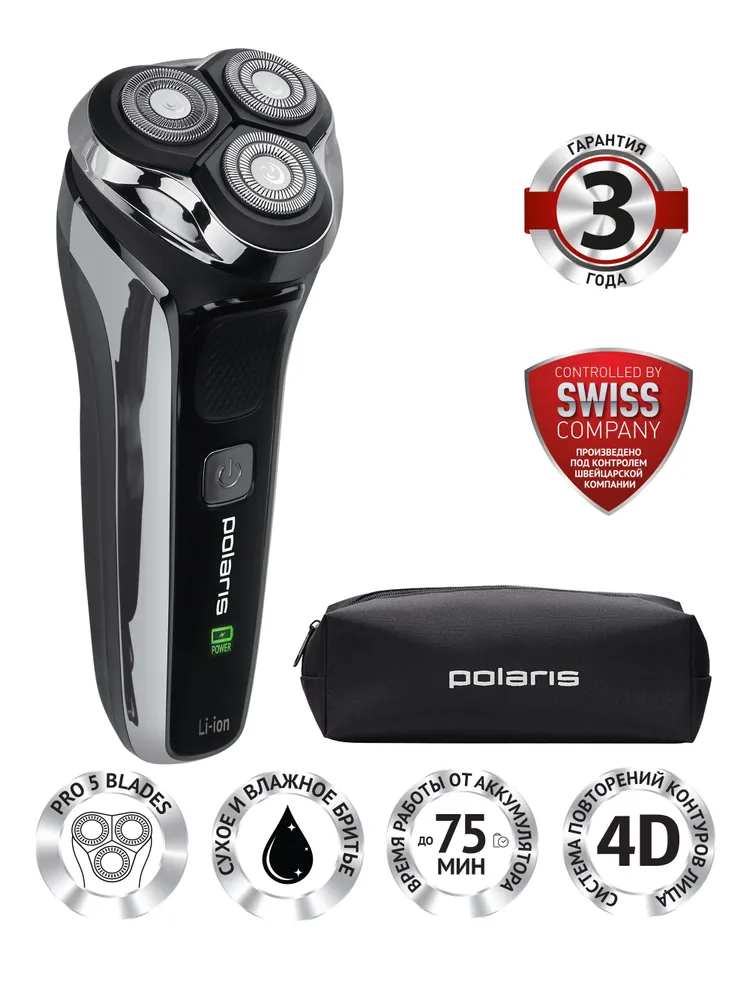 ГАРАНТИЯ
3
ГОДА
CONTROLLED BY
SWISS
COMPANY
ПРОИЗВЕДЕНО
ПОД КОНТРОЛЕМ
ШВЕЙЦАРСКОЙ
КОМПАНИИ
polaris
POWER
Li-ion
polaris
PRO 5 BLADES
СУХОЕ И ВЛАЖНОЕ БРИТЬЕ
ВРЕМЯ РАБОТЫ ОТ АККУМУЛЯТОРА
ДО 75
МИН
СИСТЕМА ПОВТОРЕНИЙ КОНТУРОВ ЛИЦА
4D